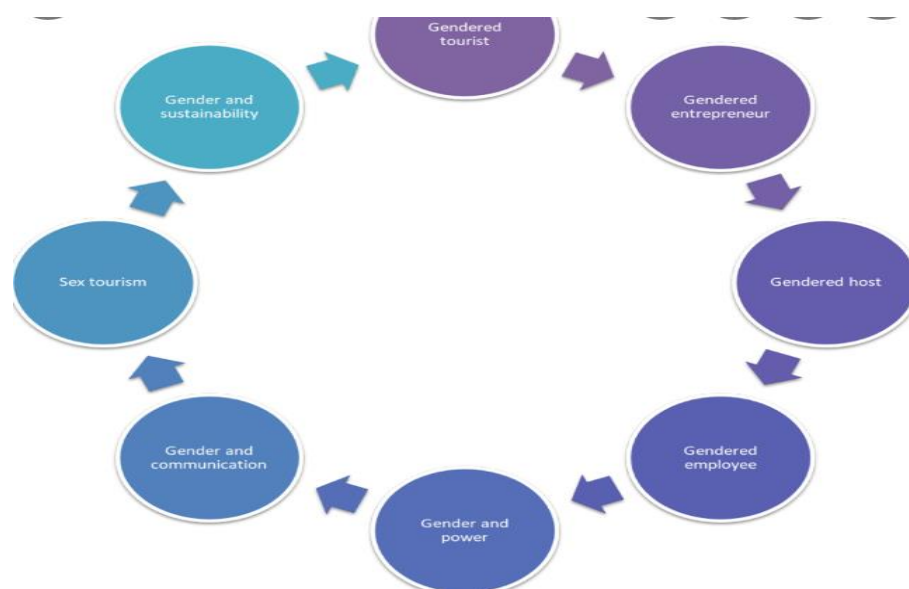 Gendered
tourist
Gendered
entrepreneur
Gendered host
Gendered
employee
Gender and
power
Gender and
communication
Sex tourism
Gender and
sustainability